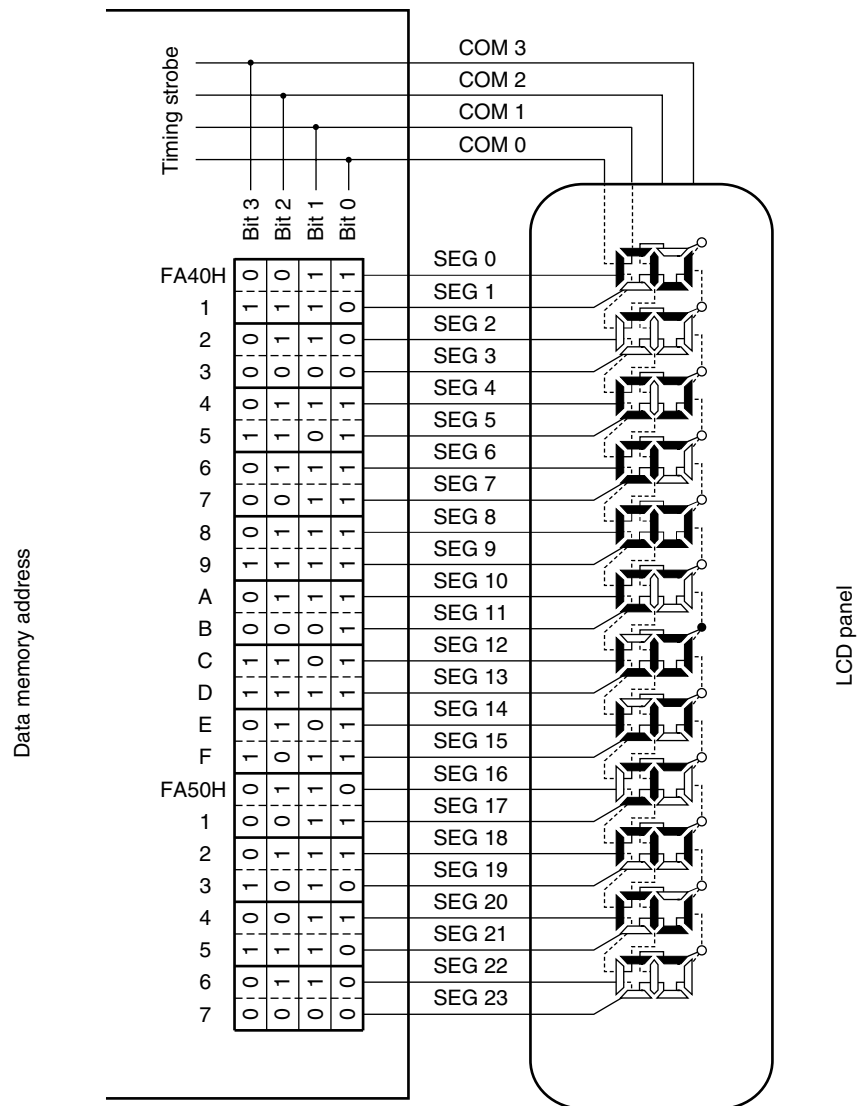 Timing strobe
COM 3
COM 2
COM 1
COM 0
Bit 3 Bit 2 Bit 1 Bit 0
FA40H 0 0 1 1 SEG 0
1 1 1 1 0 SEG 1
2 0 1 1 0 SEG 2
3 0 0 0 0 SEG 3
4 0 1 1 1 SEG 4
5 1 1 0 1 SEG 5
6 0 1 1 1 SEG 6
7 0 0 1 1 SEG 7
8 0 1 1 1 SEG 8
9 1 1 1 1 SEG 9
A 0 1 1 1 SEG 10
B 0 0 0 1 SEG 11
C 1 1 0 1 SEG 12
D 1 1 1 1 SEG 13
E 0 1 0 1 SEG 14
F 1 0 1 1 SEG 15
FA50H 0 1 1 0 SEG 16
1 0 0 1 1 SEG 17
2 0 1 1 1 SEG 18
3 1 0 1 0 SEG 19
4 0 0 1 1 SEG 20
5 1 1 1 0 SEG 21
6 0 1 1 0 SEG 22
7 0 0 0 0 SEG 23
Data memory address
LCD panel